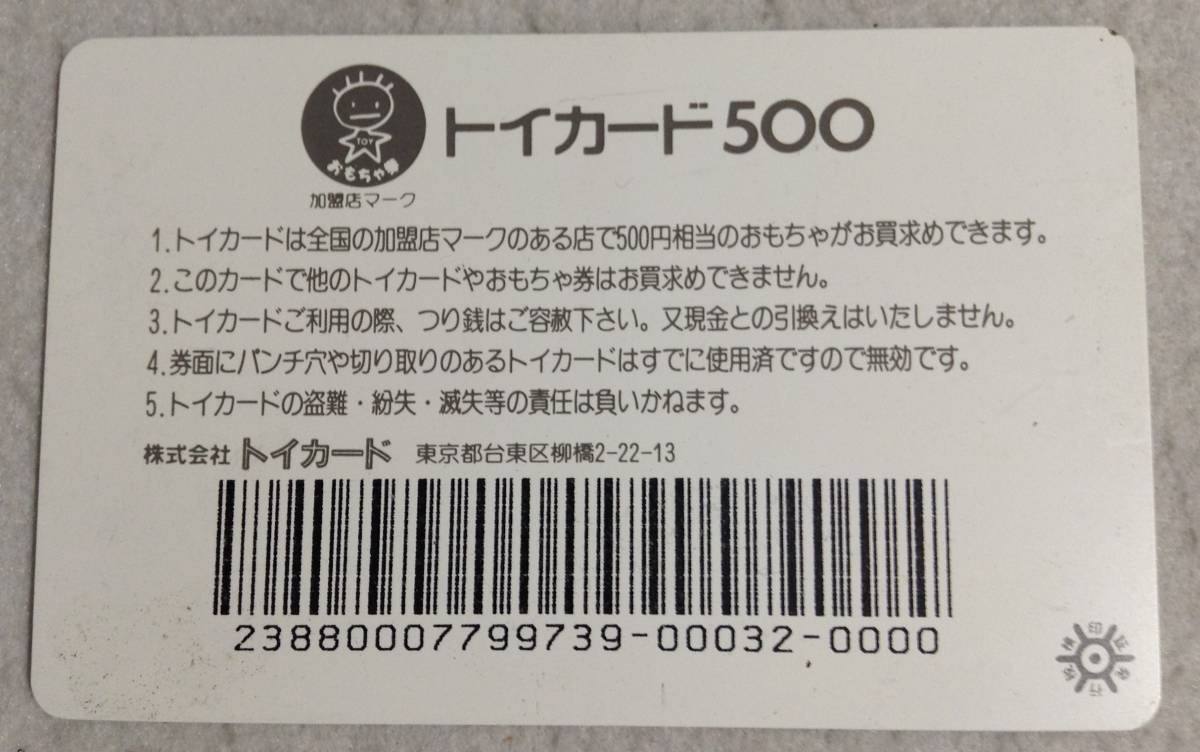 トイカード500
TOY
おもちゃ券
加盟店マーク
1.トイカードは全国の加盟店マークのある店で500円相当のおもちゃがお買求めできます。
2.このカードで他のトイカードやおもちゃ券はお買求めできません。
3.トイカードご利用の際、つり銭はご容赦下さい。又現金との引換えはいたしません。
4.券面にパンチ穴や切り取りのあるトイカードはすでに使用済ですので無効です。
5.トイカードの盗難・紛失・滅失等の責任は負いかねます。
株式会社 トイカード 東京都台東区柳橋2-22-13
23880007799739-00032-0000